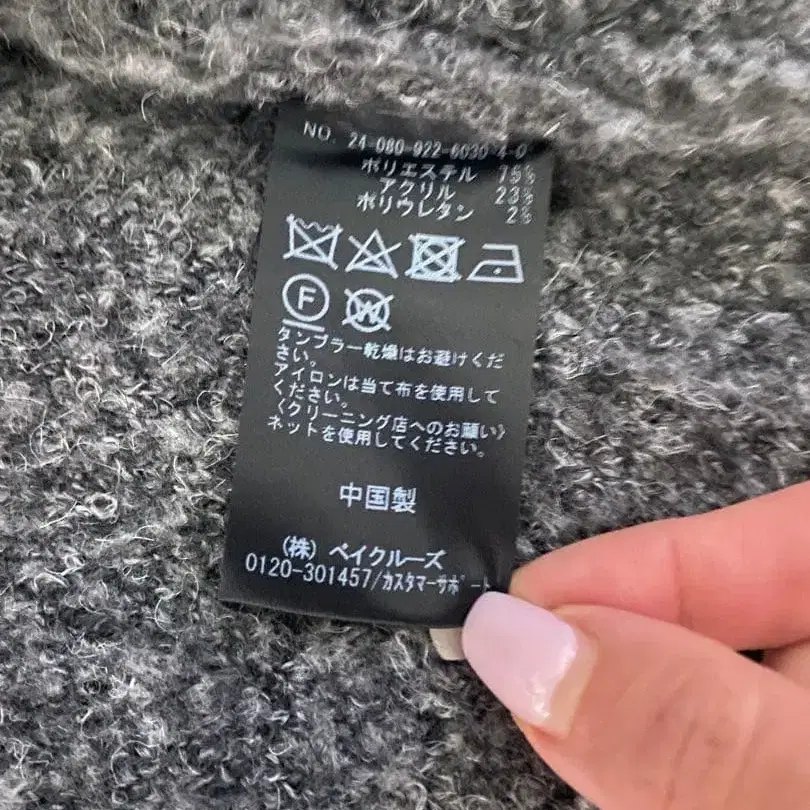 NO. 24-080-922-6030 4-0
ポリエステル 75%
アクリル 23%
ポリウレタン 2%
F
W
タンブラー乾燥はお避けくだ
さい。
アイロンは当て布を使用して
ください。
〈クリーニング店へのお願い〉
ネットを使用してください。
中国製
(株) ベイクルーズ
0120-301457/カスタマーサポート